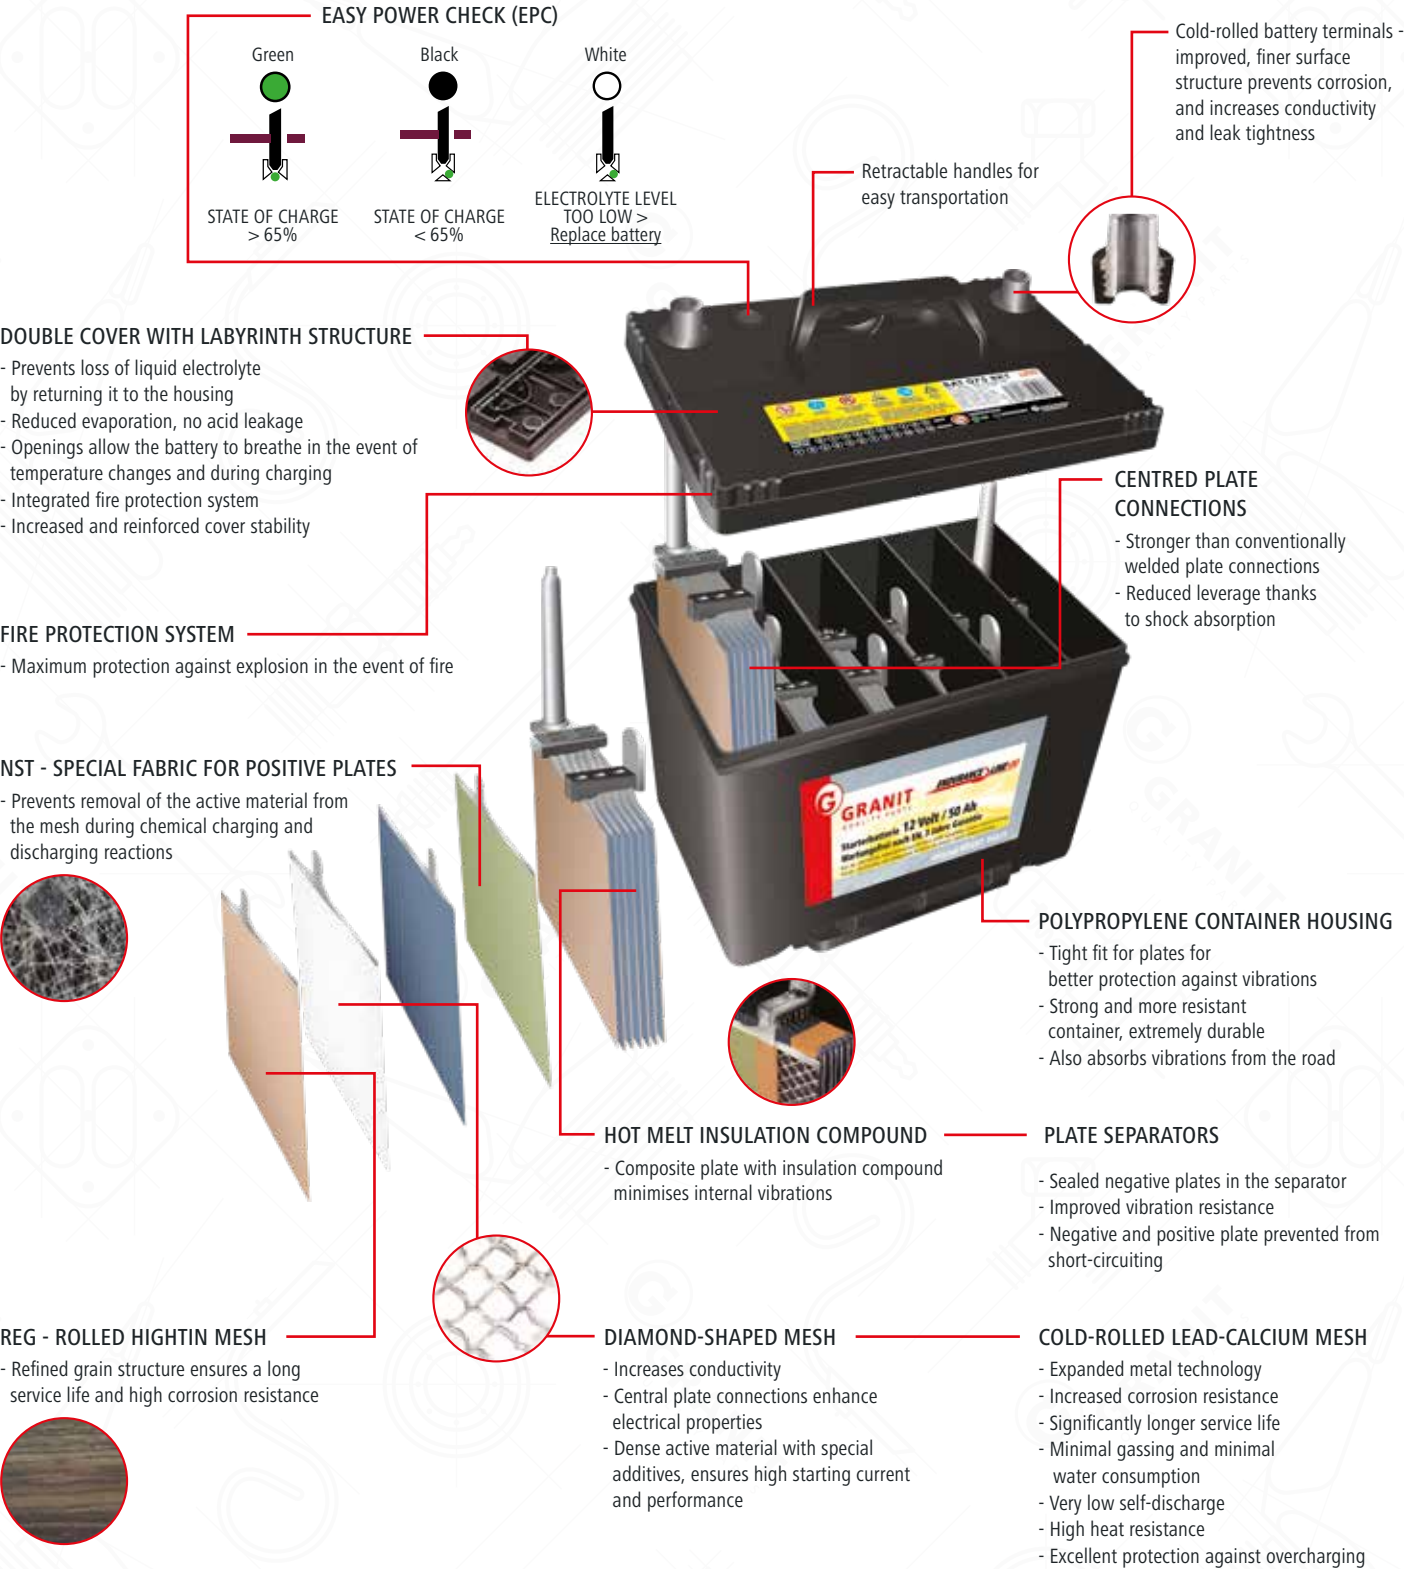 EASY POWER CHECK (EPC)
Green
Black
White
STATE OF CHARGE
> 65%
STATE OF CHARGE
< 65%
ELECTROLYTE LEVEL
TOO LOW >
Replace battery
Cold-rolled battery terminals -
improved, finer surface
structure prevents corrosion,
and increases conductivity
and leak tightness
Retractable handles for
easy transportation
DOUBLE COVER WITH LABYRINTH STRUCTURE
- Prevents loss of liquid electrolyte
by returning it to the housing
- Reduced evaporation, no acid leakage
- Openings allow the battery to breathe in the event of
temperature changes and during charging
- Integrated fire protection system
- Increased and reinforced cover stability
CENTRED PLATE
CONNECTIONS
- Stronger than conventionally
welded plate connections
- Reduced leverage thanks
to shock absorption
FIRE PROTECTION SYSTEM
- Maximum protection against explosion in the event of fire
NST - SPECIAL FABRIC FOR POSITIVE PLATES
- Prevents removal of the active material from
the mesh during chemical charging and
discharging reactions
G
GRANIT
QUALITY PARTS
ENDURANCE LINE
Starterbatterie 12 Volt / 50 Ah
Wartungsfrei nach EN, 3 Jahre Garantie
POLYPROPYLENE CONTAINER HOUSING
- Tight fit for plates for
better protection against vibrations
- Strong and more resistant
container, extremely durable
- Also absorbs vibrations from the road
HOT MELT INSULATION COMPOUND
- Composite plate with insulation compound
minimises internal vibrations
PLATE SEPARATORS
- Sealed negative plates in the separator
- Improved vibration resistance
- Negative and positive plate prevented from
short-circuiting
REG - ROLLED HIGHTIN MESH
- Refined grain structure ensures a long
service life and high corrosion resistance
DIAMOND-SHAPED MESH
- Increases conductivity
- Central plate connections enhance
electrical properties
- Dense active material with special
additives, ensures high starting current
and performance
COLD-ROLLED LEAD-CALCIUM MESH
- Expanded metal technology
- Increased corrosion resistance
- Significantly longer service life
- Minimal gassing and minimal
water consumption
- Very low self-discharge
- High heat resistance
- Excellent protection against overcharging